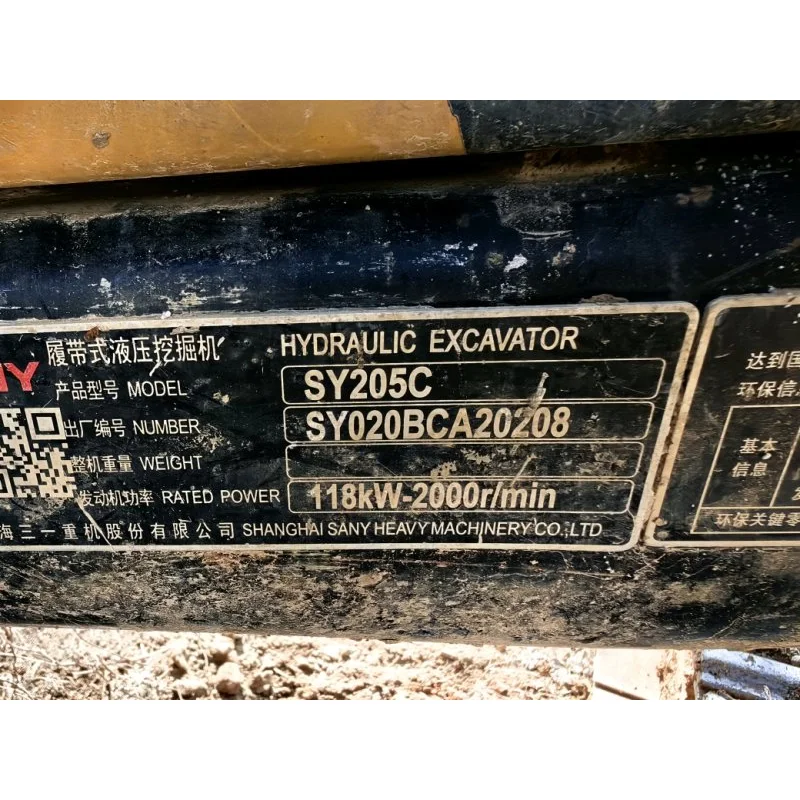 履带式液压挖掘机 HYDRAULIC EXCAVATOR
产品型号 MODEL SY205C
出厂编号 NUMBER SY020BCA20208
整机重量 WEIGHT
发动机功率 RATED POWER 118kW-2000r/min
海三一重机股份有限公司 SHANGHAI SANY HEAVY MACHINERY CO.,LTD
达到国
环保信息
基本
信息
环保关键零